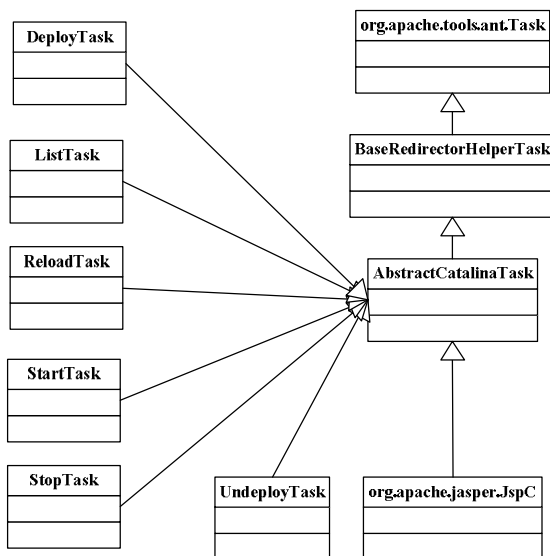 DeployTask
org.apache.tools.ant.Task
ListTask
BaseRedirectorHelperTask
ReloadTask
AbstractCatalinaTask
StartTask
StopTask
UndeployTask
org.apache.jasper.JspC